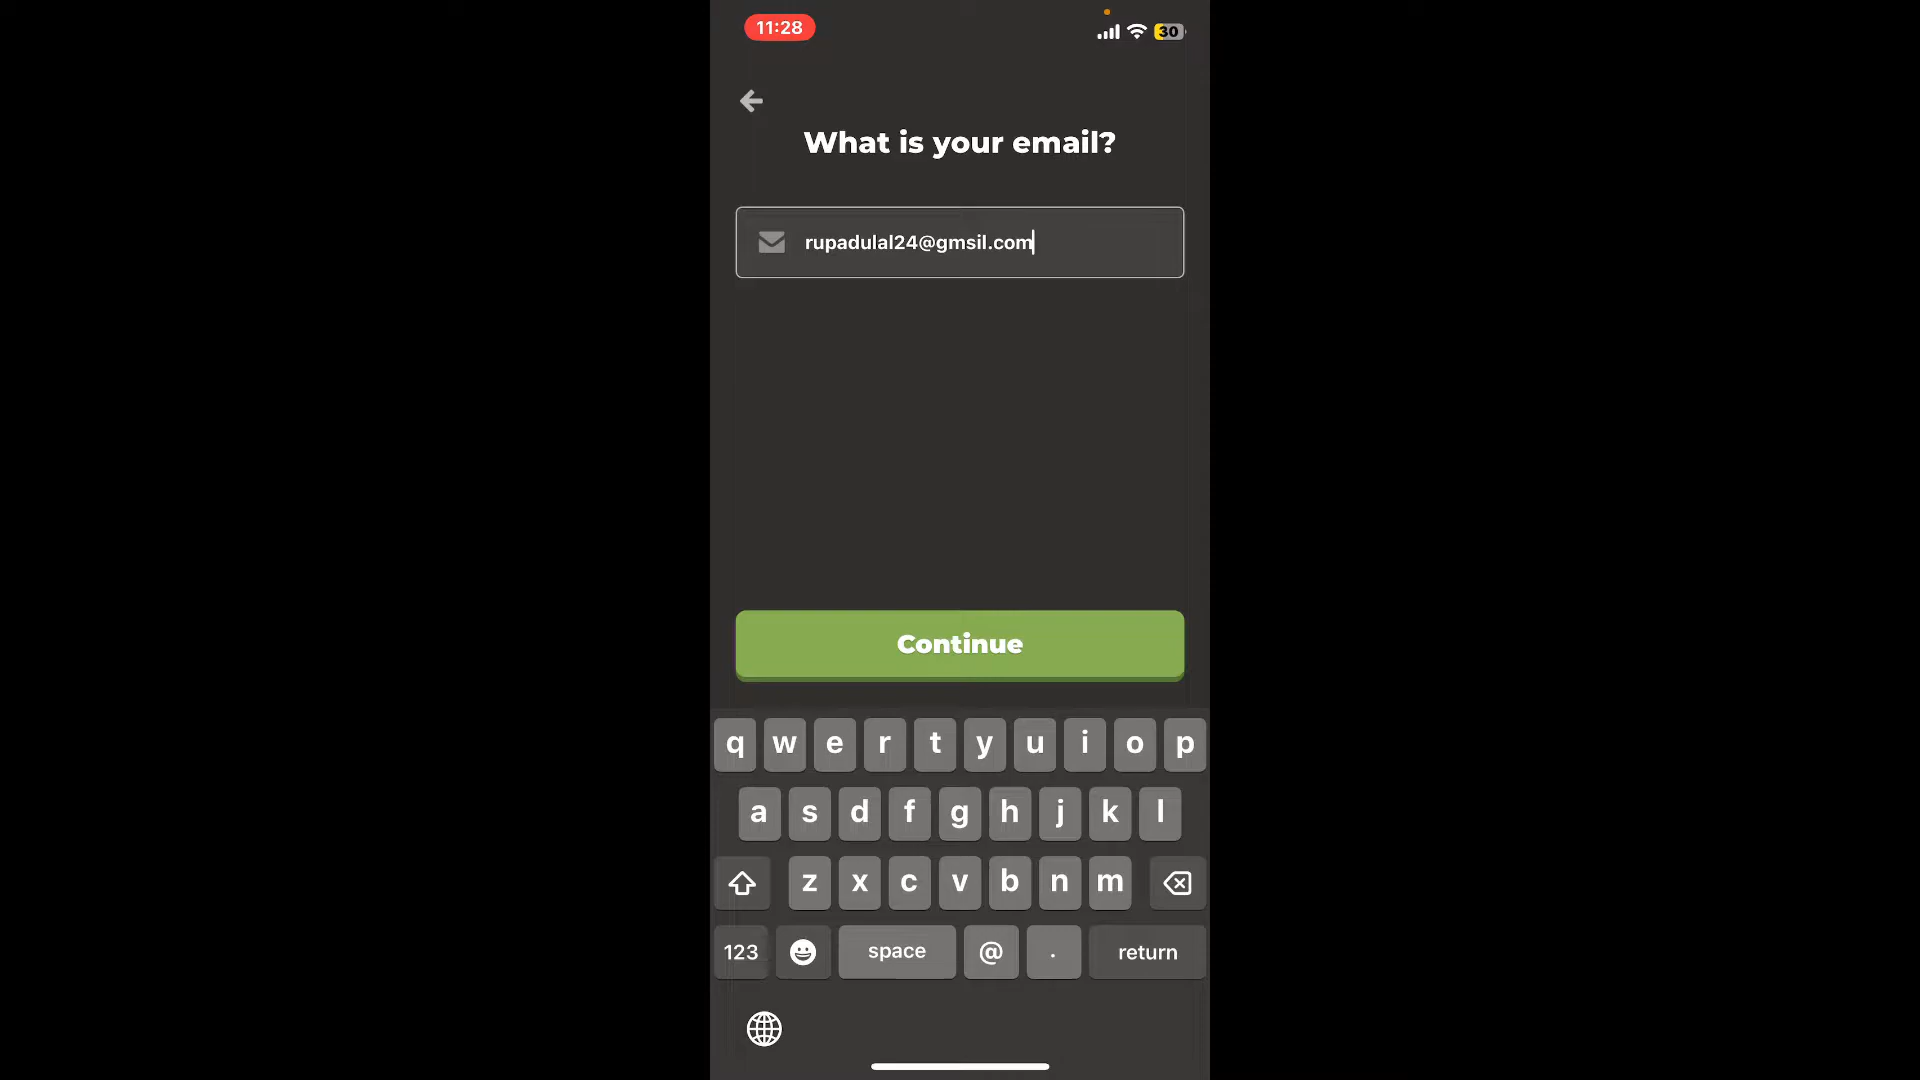 11:28
30
What is your email?
rupadulal24@gmsil.com
Continue
q w e r t y u i o p
a s d f g h j k l
z x c v b n m
123 space @ . return